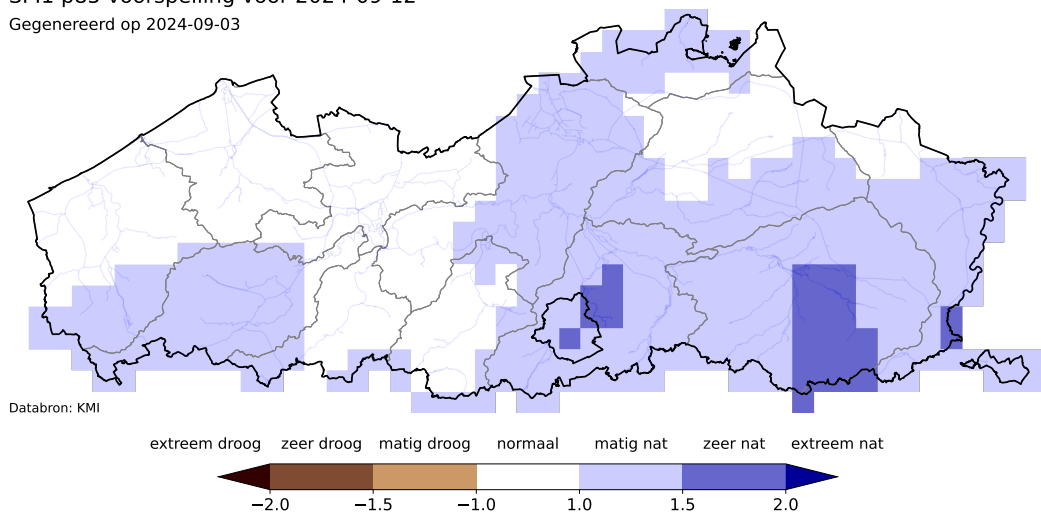 Gegenereerd op 2024-09-03
Databron: KMI
extreem droog zeer droog matig droog normaal matig nat zeer nat extreem nat
−2.0 −1.5 −1.0 1.0 1.5 2.0